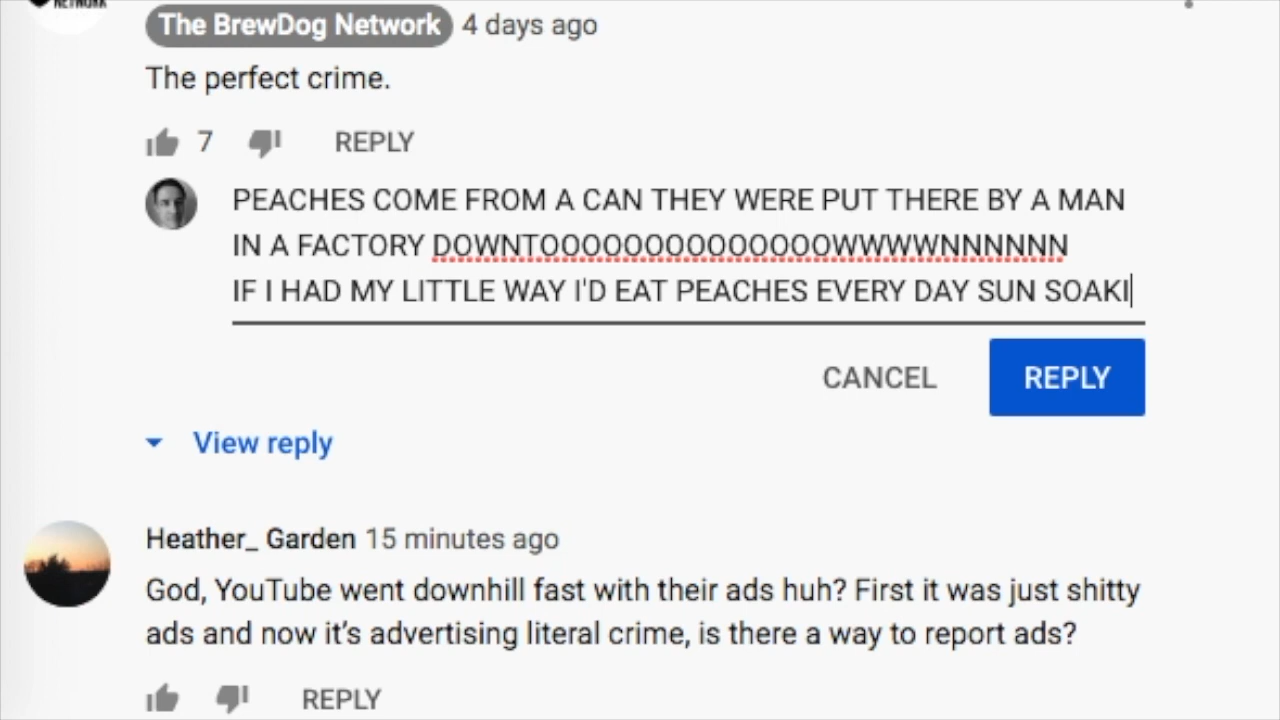 NETWORK
The BrewDog Network 4 days ago
The perfect crime.
7 REPLY
PEACHES COME FROM A CAN THEY WERE PUT THERE BY A MAN
IN A FACTORY DOWNTOOOOOOOOOOOOOOWWWWNNNNNN
IF I HAD MY LITTLE WAY I'D EAT PEACHES EVERY DAY SUN SOAKI
CANCEL REPLY
View reply
Heather_ Garden 15 minutes ago
God, YouTube went downhill fast with their ads huh? First it was just shitty
ads and now it’s advertising literal crime, is there a way to report ads?
REPLY